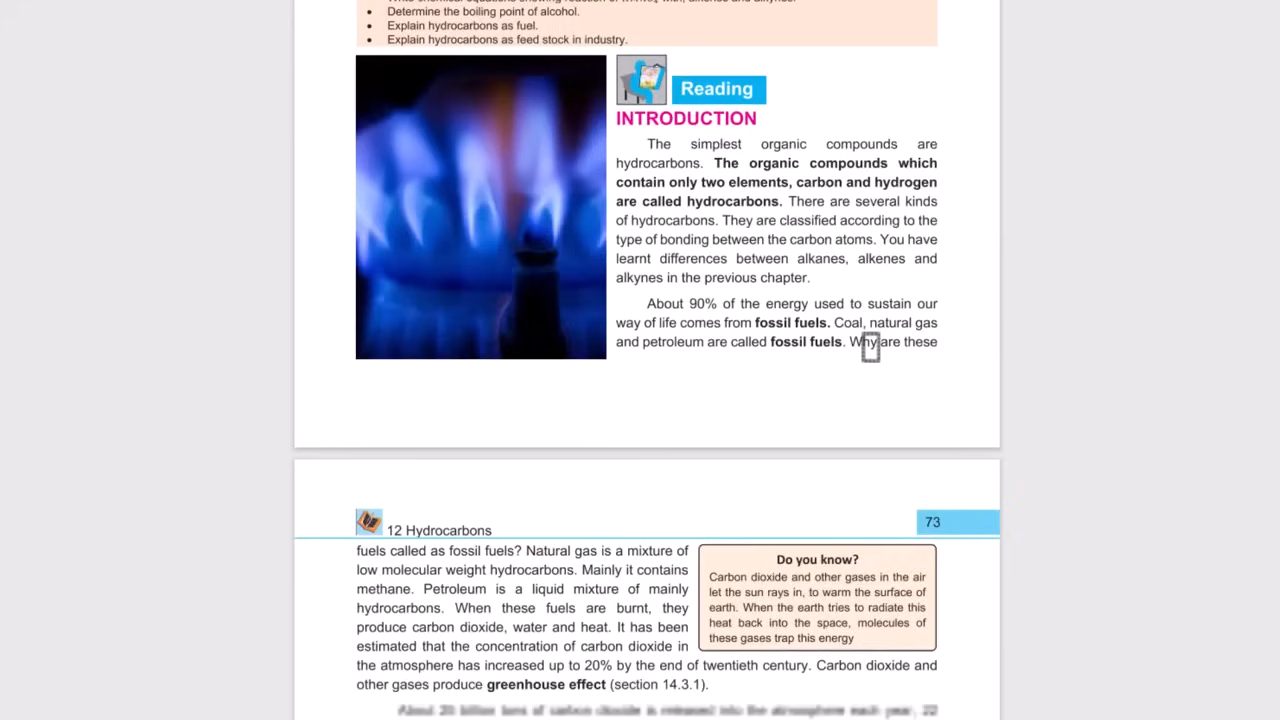 • Determine the boiling point of alcohol.
• Explain hydrocarbons as fuel.
• Explain hydrocarbons as feed stock in industry.
Reading
INTRODUCTION
The simplest organic compounds are
hydrocarbons. The organic compounds which
contain only two elements, carbon and hydrogen
are called hydrocarbons. There are several kinds
of hydrocarbons. They are classified according to the
type of bonding between the carbon atoms. You have
learnt differences between alkanes, alkenes and
alkynes in the previous chapter.
About 90% of the energy used to sustain our
way of life comes from fossil fuels. Coal, natural gas
and petroleum are called fossil fuels. Why are these
12 Hydrocarbons
73
fuels called as fossil fuels? Natural gas is a mixture of
low molecular weight hydrocarbons. Mainly it contains
methane. Petroleum is a liquid mixture of mainly
hydrocarbons. When these fuels are burnt, they
produce carbon dioxide, water and heat. It has been
estimated that the concentration of carbon dioxide in
the atmosphere has increased up to 20% by the end of twentieth century. Carbon dioxide and
other gases produce greenhouse effect (section 14.3.1).
Do you know?
Carbon dioxide and other gases in the air
let the sun rays in, to warm the surface of
earth. When the earth tries to radiate this
heat back into the space, molecules of
these gases trap this energy